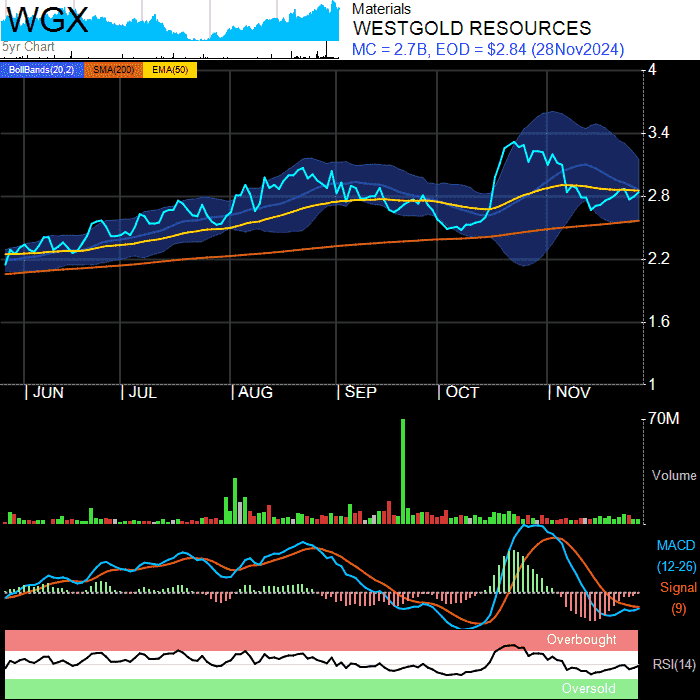 WGX
5yr Chart
Materials
WESTGOLD RESOURCES
MC = 2.7B, EOD = $2.84 (28Nov2024)
BollBands(20,2) SMA(200) EMA(50)
4
3.4
2.8
2.2
1.6
1
JUN JUL AUG SEP OCT NOV
70M
Volume
MACD
(12-26)
Signal
(9)
Overbought
RSI(14)
Oversold